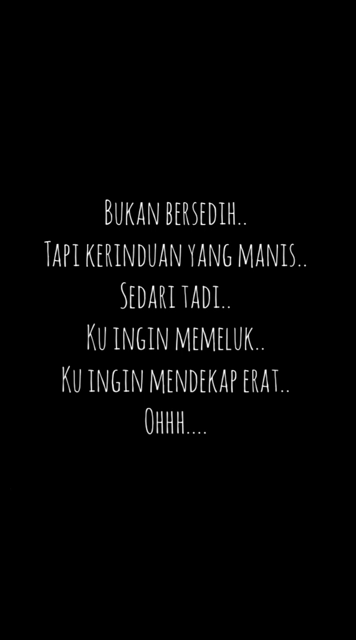 BUKAN BERSEDIH..
TAPI KERINDUAN YANG MANIS..
SEDARI TADI..
KU INGIN MEMELUK..
KU INGIN MENDEKAP ERAT..
OHHH....